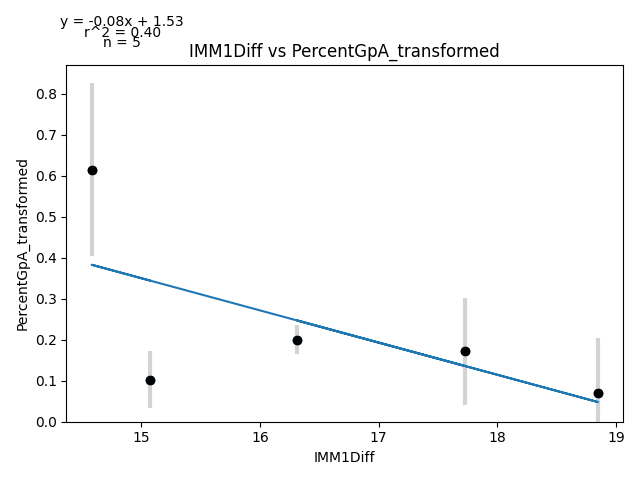 y = -0.08x + 1.53
r^2 = 0.40
n = 5
IMM1Diff vs PercentGpA_transformed
PercentGpA_transformed
0.8
0.7
0.6
0.5
0.4
0.3
0.2
0.1
0.0
15 16 17 18 19
IMM1Diff